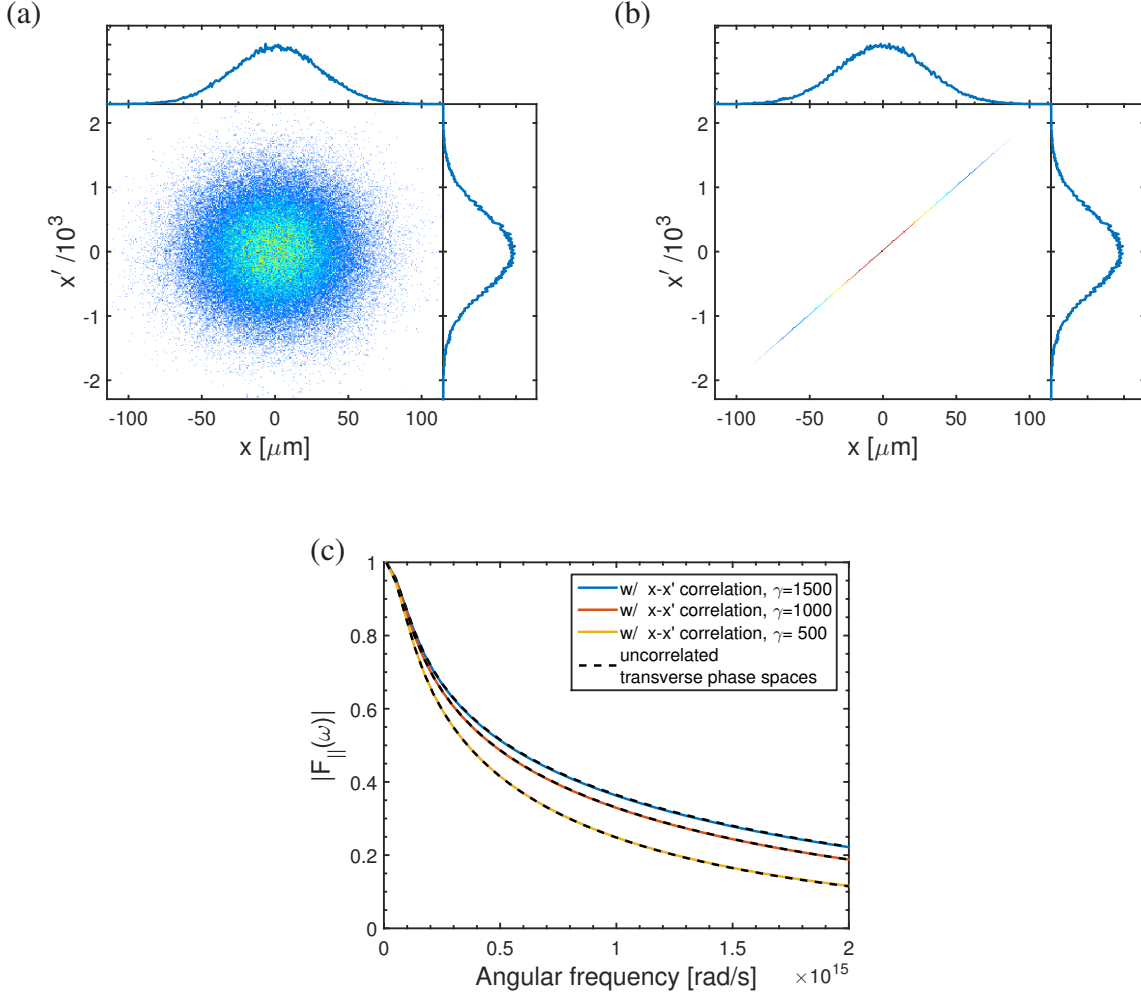 (a)
2
1
0
-1
-2
x′ /10³
-100 -50 0 50 100
x [μm]
(b)
2
1
0
-1
-2
x′ /10³
-100 -50 0 50 100
x [μm]
(c)
1
0.8
0.6
0.4
0.2
0
|F||(ω)|
w/ x-x' correlation, γ=1500
w/ x-x' correlation, γ=1000
w/ x-x' correlation, γ= 500
uncorrelated
transverse phase spaces
0 0.5 1 1.5 2
Angular frequency [rad/s] ×10¹⁵